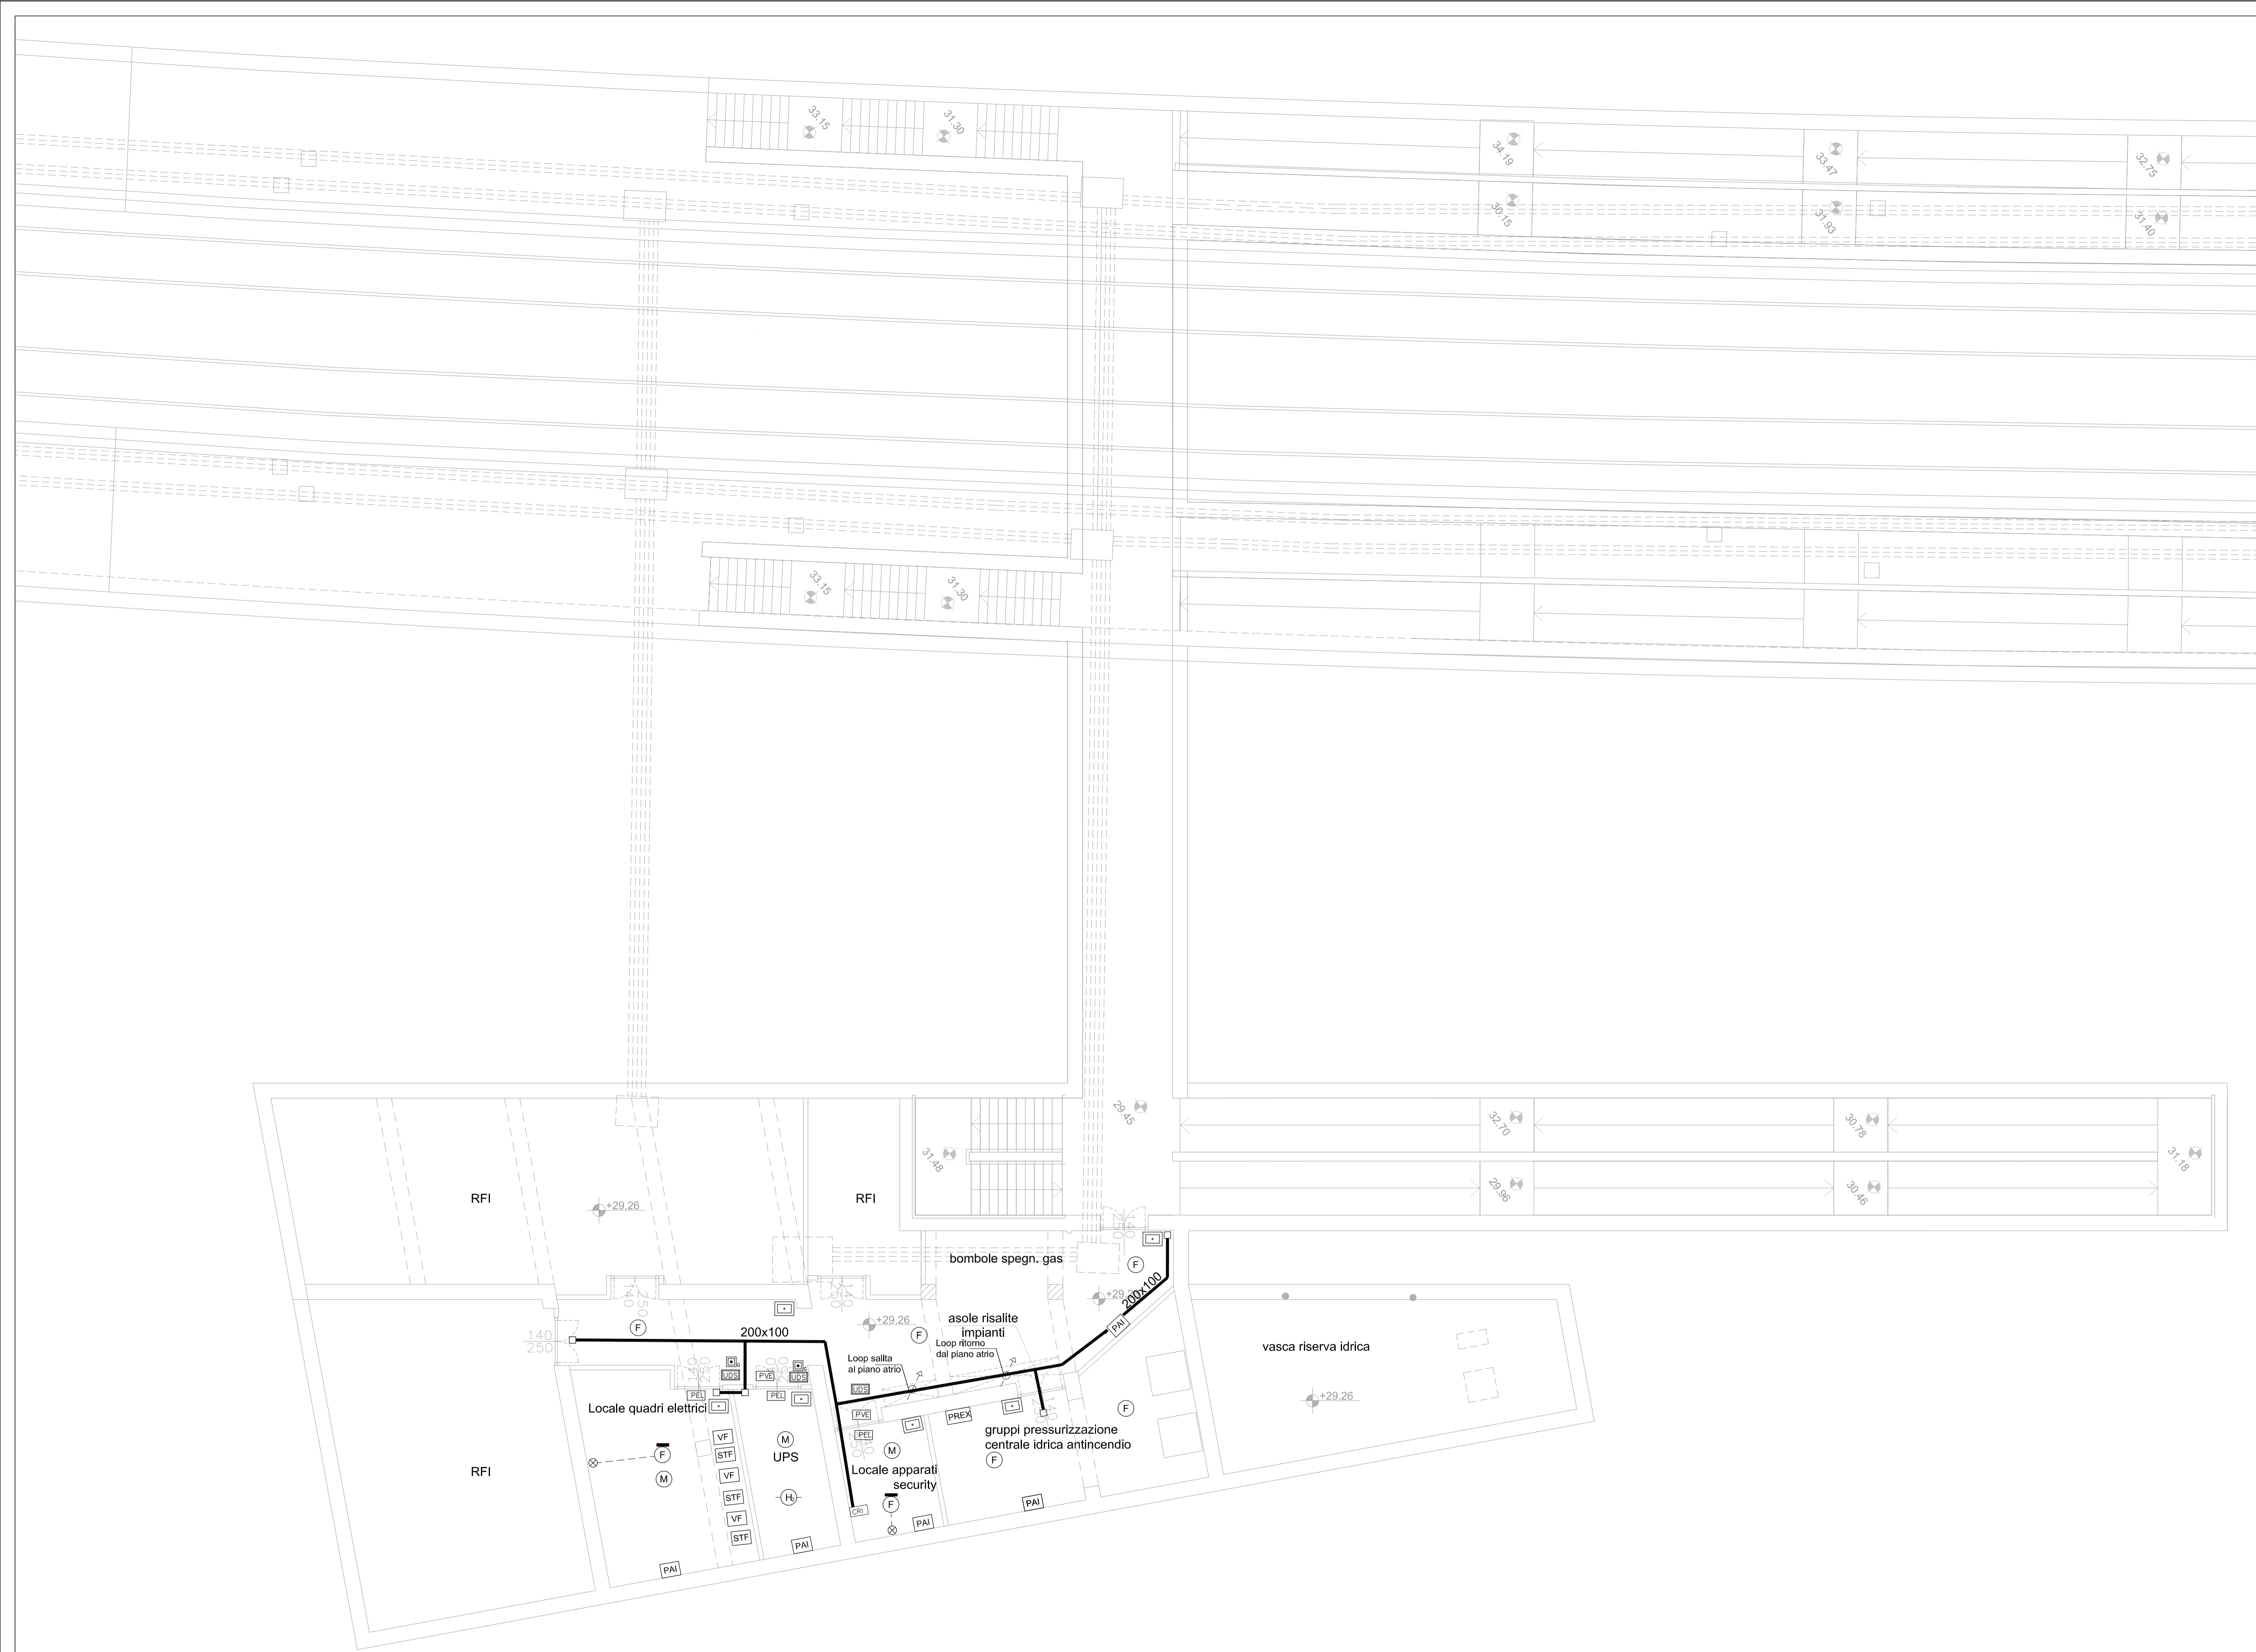 33.15
31.30
34.19
33.47
32.75
30.15
31.93
31.40
33.15
31.30
29.45
32.70
30.78
31.48
31.18
29.96
30.46
RFI
RFI
+29.26
bombole spegn. gas
F
200x100
PAI
asole risalite
impianti
+29.26
F
F
200x100
140
250
Loop salita
al piano atrio
Loop ritorno
dal piano atrio
vasca riserva idrica
+29.26
UDS
PVE
UDS
UDS
PEL
PEL
Locale quadri elettrici
PVE
PREX
F
PEL
gruppi pressurizzazione
centrale idrica antincendio
F
VF
M
UPS
M
STF
F
M
RFI
VF
Locale apparati
security
STF
H2
F
CRI
PAI
PAI
VF
STF
PAI
PAI